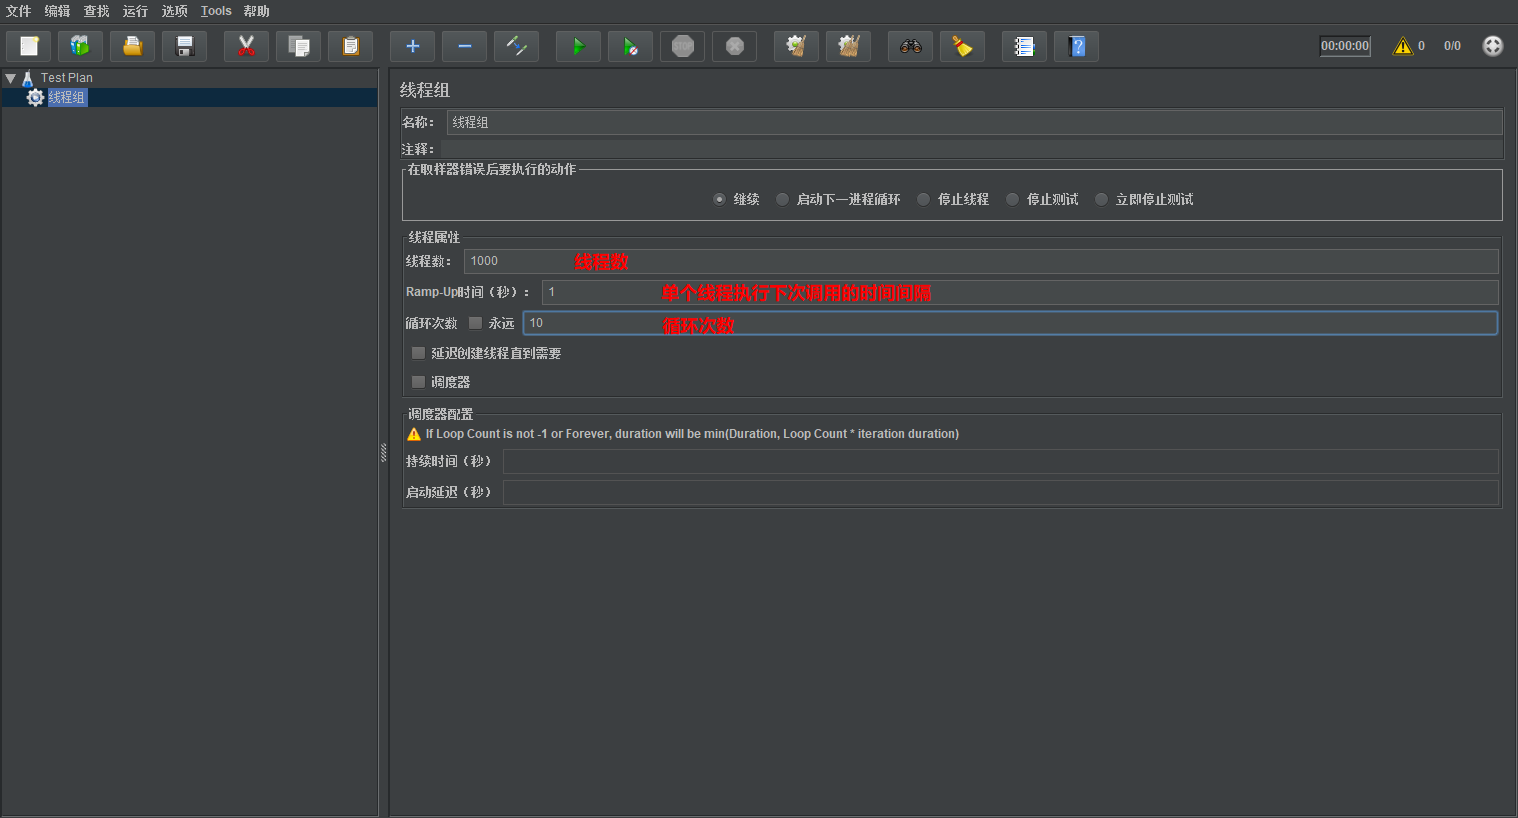 文件 编辑 查找 运行 选项 Tools 帮助
STOP 00:00:00 0 0/0
Test Plan
线程组
线程组
名称： 线程组
注释：
在取样器错误后要执行的动作
继续 启动下一进程循环 停止线程 停止测试 立即停止测试
线程属性
线程数： 1000 线程数
Ramp-Up时间（秒）： 1 单个线程执行下次调用的时间间隔
循环次数 永远 10 循环次数
延迟创建线程直到需要
调度器
调度器配置
If Loop Count is not -1 or Forever, duration will be min(Duration, Loop Count * iteration duration)
持续时间（秒）
启动延迟（秒）